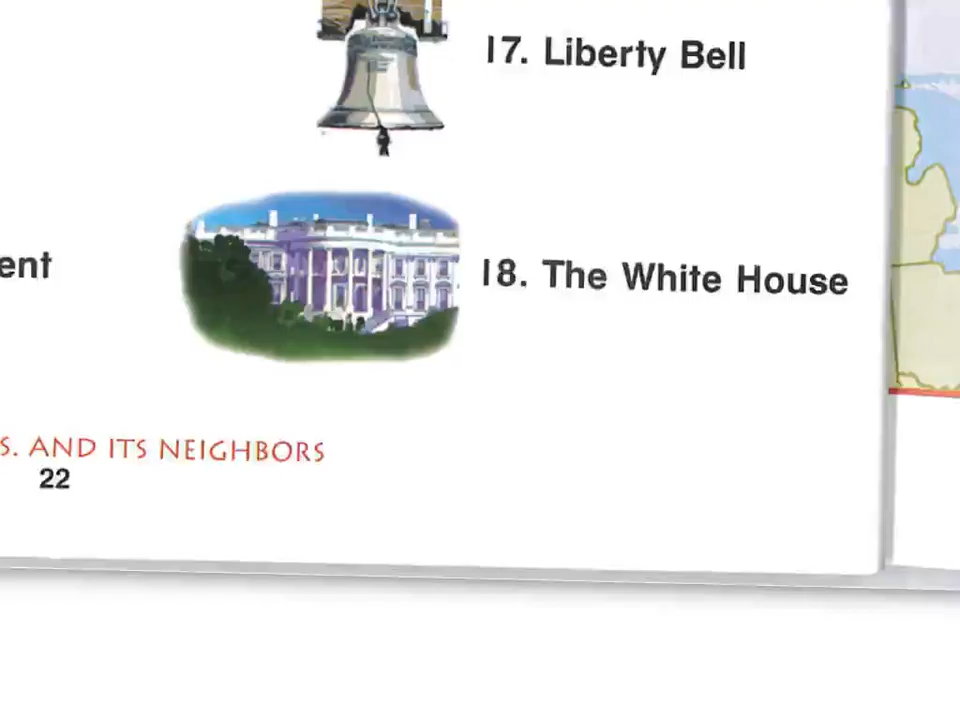 17. Liberty Bell
ent
18. The White House
S. AND ITS NEIGHBORS
22